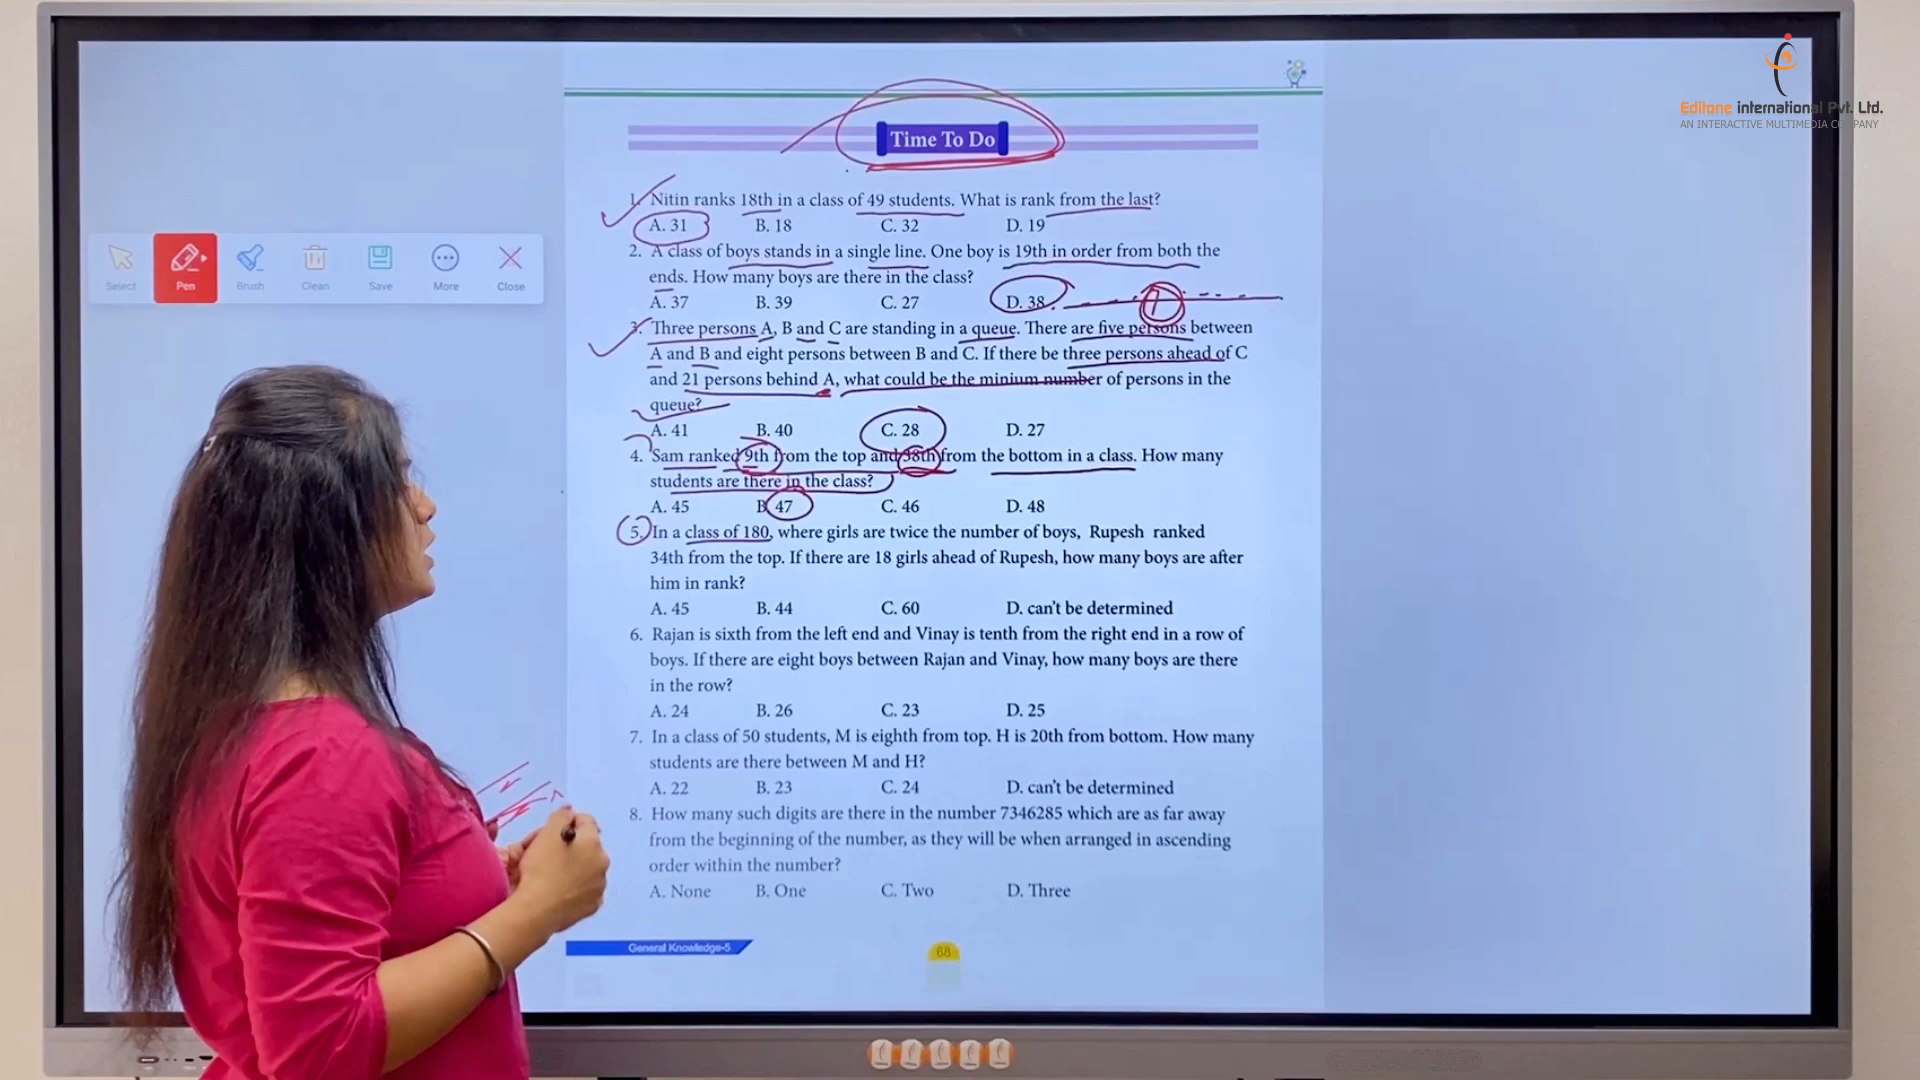 Editone international Pvt. Ltd.
AN INTERACTIVE MULTIMEDIA COMPANY
Time To Do
1. Nitin ranks 18th in a class of 49 students. What is rank from the last?
A. 31 B. 18 C. 32 D. 19
2. A class of boys stands in a single line. One boy is 19th in order from both the
ends. How many boys are there in the class?
A. 37 B. 39 C. 27 D. 38
3. Three persons A, B and C are standing in a queue. There are five persons between
A and B and eight persons between B and C. If there be three persons ahead of C
and 21 persons behind A, what could be the minium number of persons in the
queue?
A. 41 B. 40 C. 28 D. 27
4. Sam ranked 9th from the top and 38th from the bottom in a class. How many
students are there in the class?
A. 45 B 47 C. 46 D. 48
5. In a class of 180, where girls are twice the number of boys, Rupesh ranked
34th from the top. If there are 18 girls ahead of Rupesh, how many boys are after
him in rank?
A. 45 B. 44 C. 60 D. can't be determined
6. Rajan is sixth from the left end and Vinay is tenth from the right end in a row of
boys. If there are eight boys between Rajan and Vinay, how many boys are there
in the row?
A. 24 B. 26 C. 23 D. 25
7. In a class of 50 students, M is eighth from top. H is 20th from bottom. How many
students are there between M and H?
A. 22 B. 23 C. 24 D. can't be determined
8. How many such digits are there in the number 7346285 which are as far away
from the beginning of the number, as they will be when arranged in ascending
order within the number?
A. None B. One C. Two D. Three
General Knowledge-5
68
Select Pen Brush Clean Save More Close